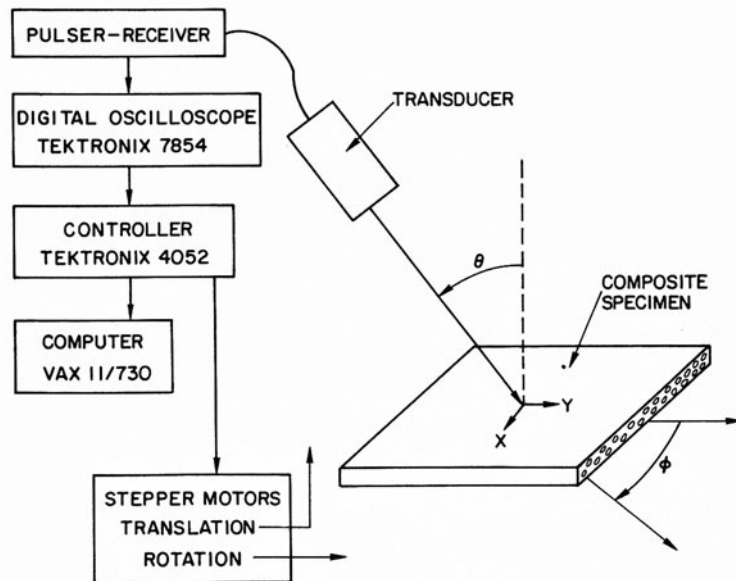 PULSER-RECEIVER
DIGITAL OSCILLOSCOPE
TEKTRONIX 7854
CONTROLLER
TEKTRONIX 4052
COMPUTER
VAX 11/730
STEPPER MOTORS
TRANSLATION
ROTATION
TRANSDUCER
θ
COMPOSITE
SPECIMEN
Y
X
ϕ